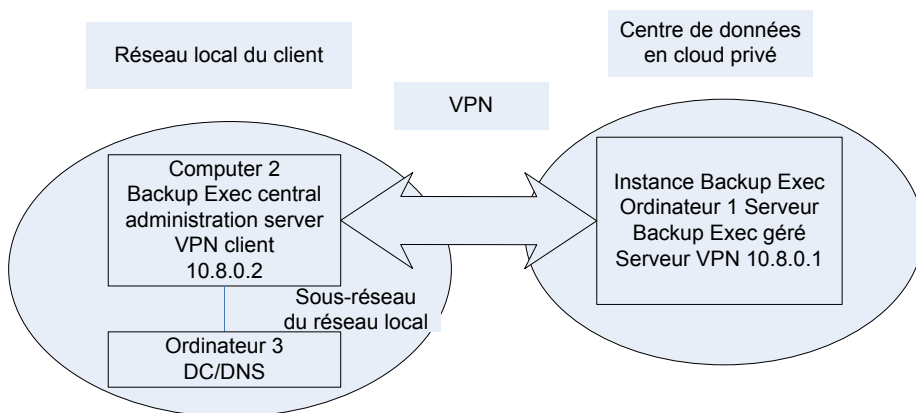 Réseau local du client
Centre de données
en cloud privé
VPN
Computer 2
Backup Exec central
administration server
VPN client
10.8.0.2
Instance Backup Exec
Ordinateur 1 Serveur
Backup Exec géré
Serveur VPN 10.8.0.1
Sous-réseau
du réseau local
Ordinateur 3
DC/DNS